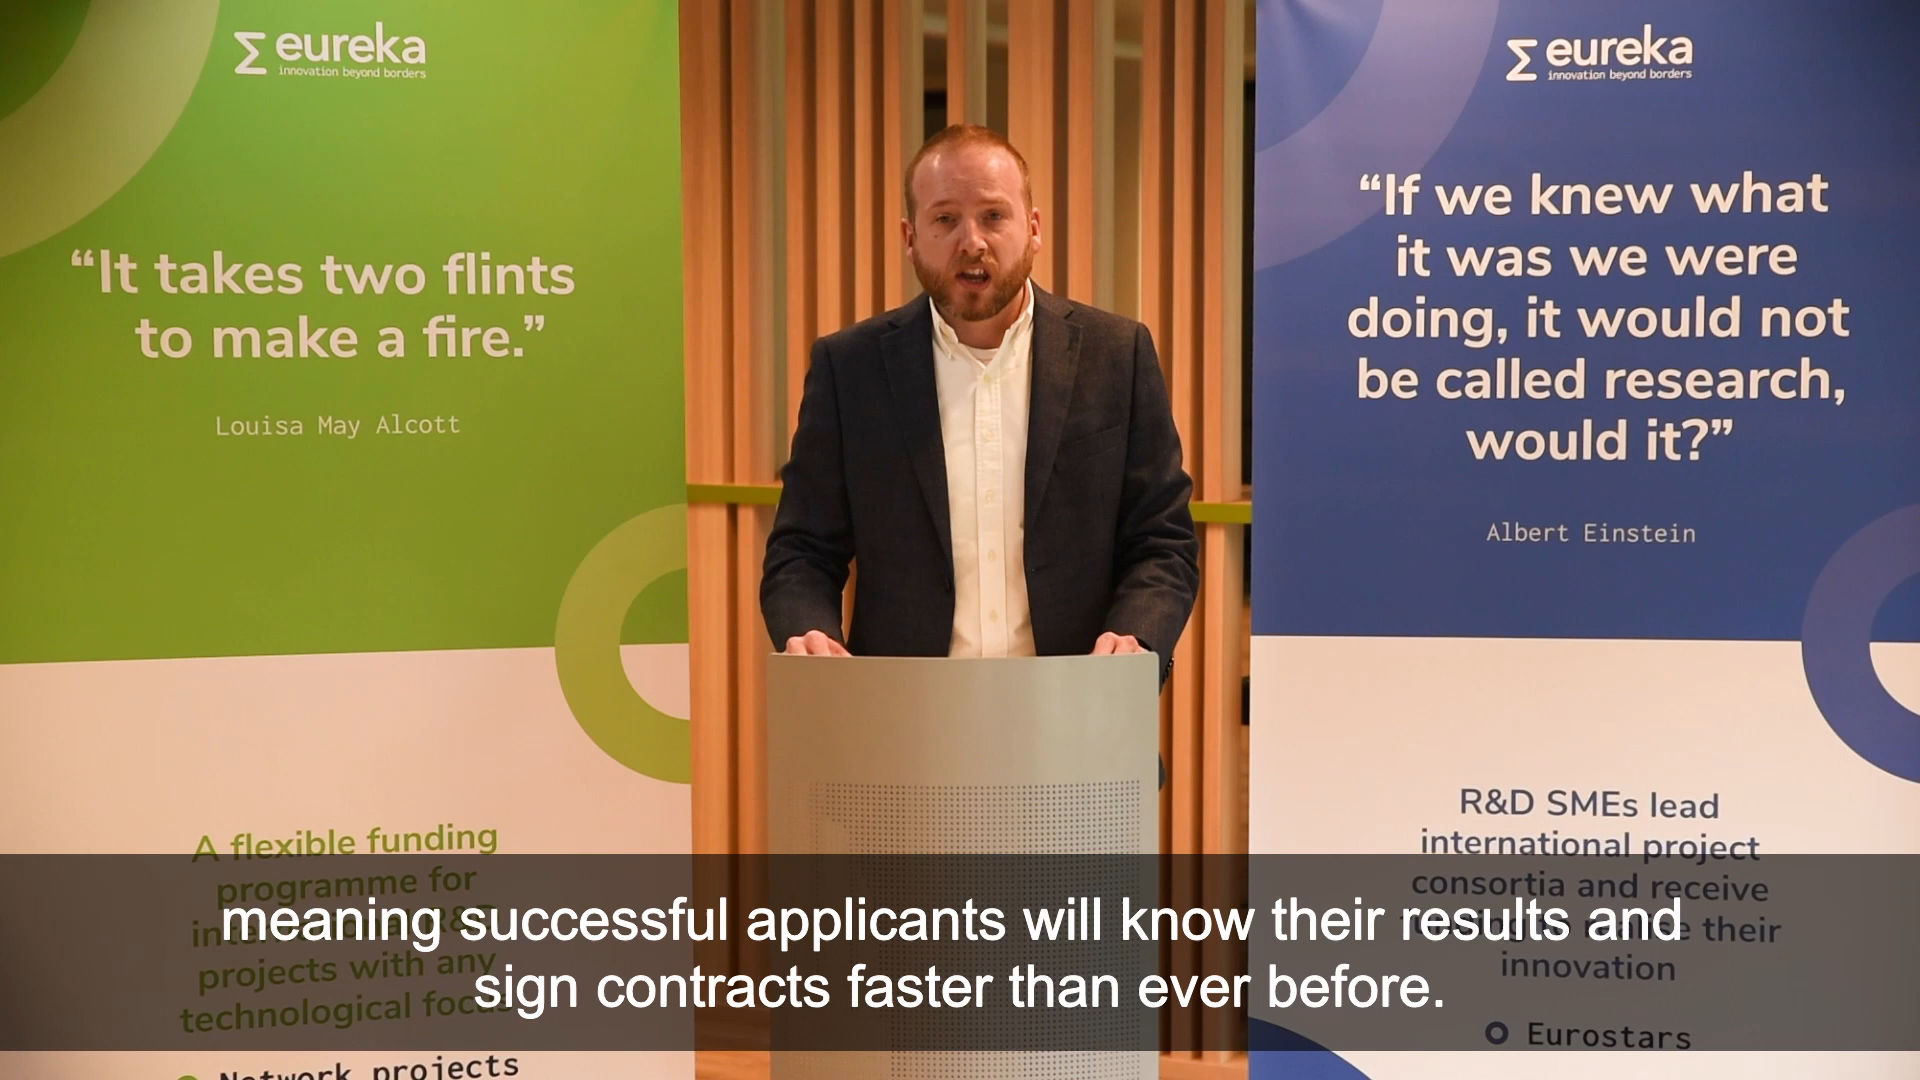 eureka
innovation beyond borders
“It takes two flints
to make a fire.”
Louisa May Alcott
A flexible funding
programme for
projects with any
technological focus
Network projects
eureka
innovation beyond borders
“If we knew what
it was we were
doing, it would not
be called research,
would it?”
Albert Einstein
R&D SMEs lead
international project
consortia and receive
their
innovation
Eurostars
meaning successful applicants will know their results and
sign contracts faster than ever before.